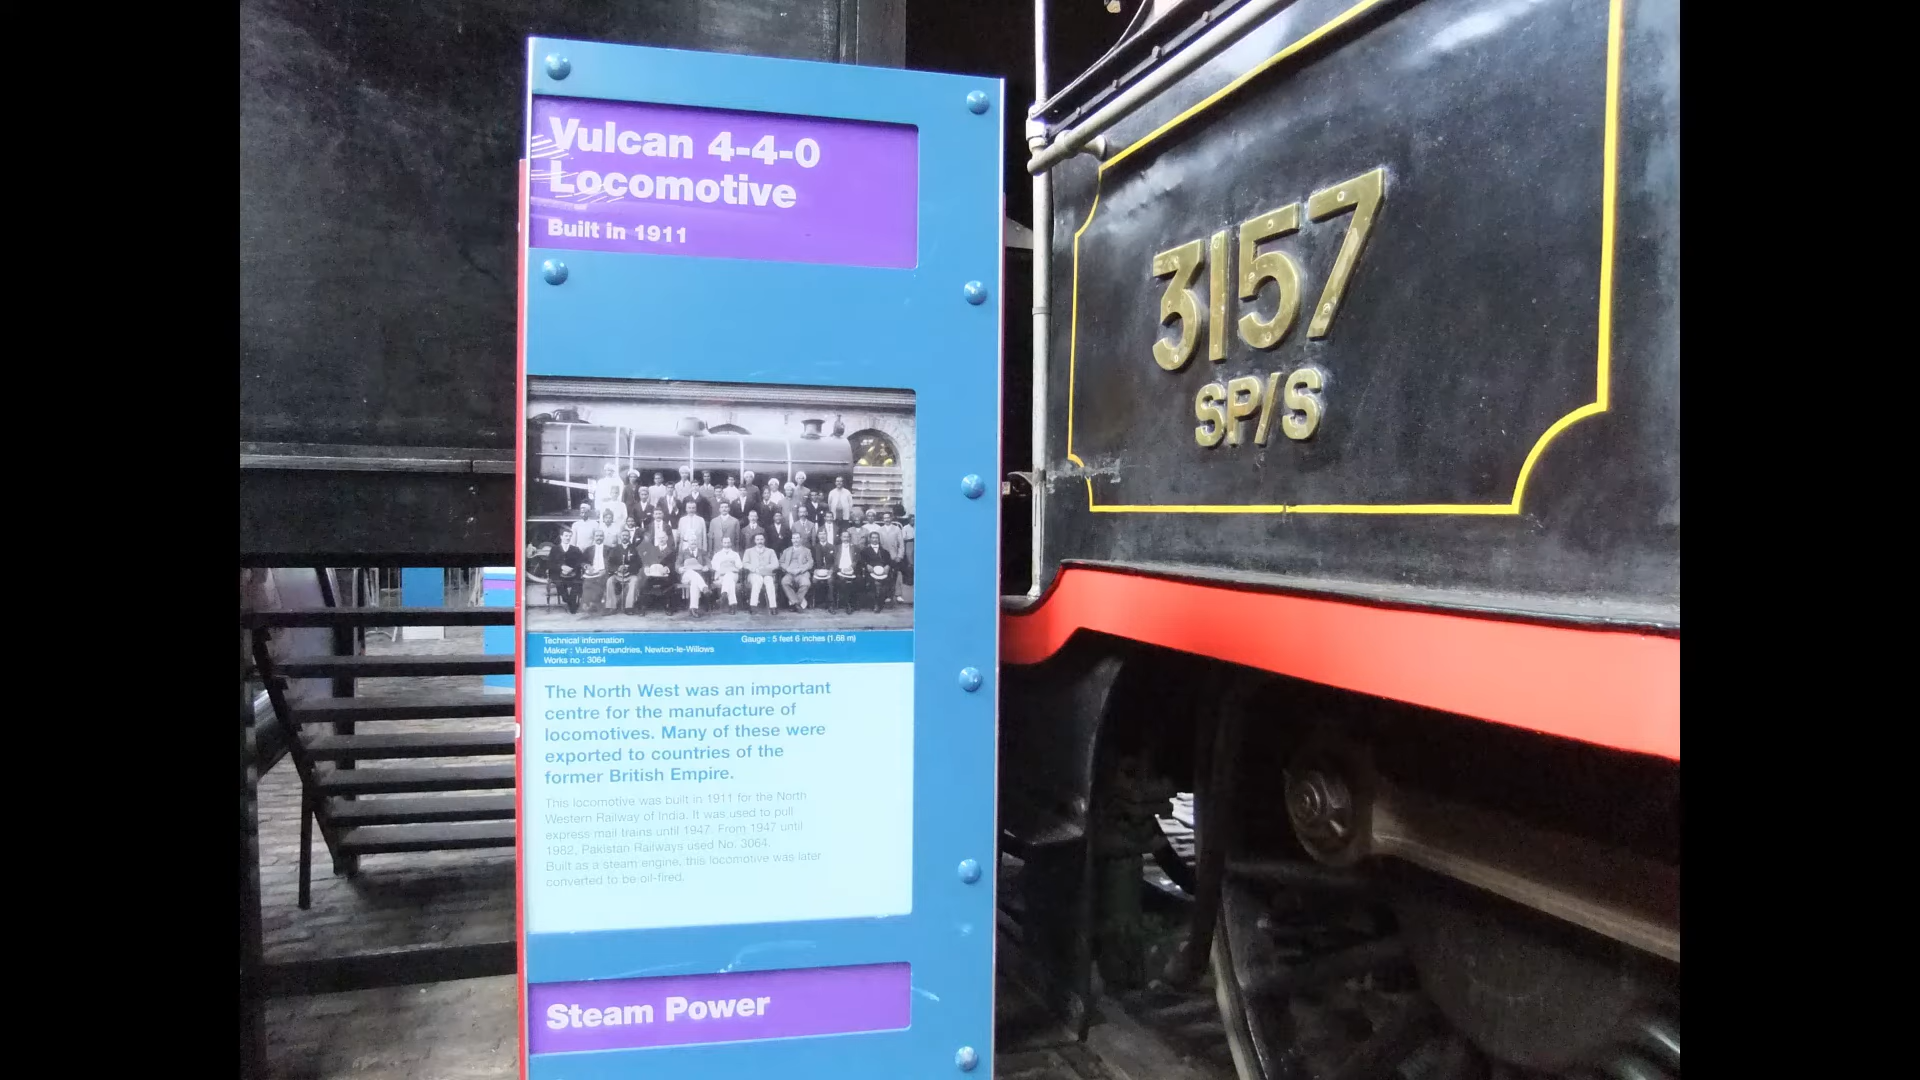 Vulcan 4-4-0
Locomotive
Built in 1911
Technical information
Maker : Vulcan Foundries, Newton-le-Willows
Works no : 3064
Gauge : 5 feet 6 inches (1.68 m)
The North West was an important
centre for the manufacture of
locomotives. Many of these were
exported to countries of the
former British Empire.
This locomotive was built in 1911 for the North
Western Railway of India. It was used to pull
express mail trains until 1947. From 1947 until
1982, Pakistan Railways used No. 3064.
Built as a steam engine, this locomotive was later
converted to be oil-fired.
Steam Power
3157
SP/S